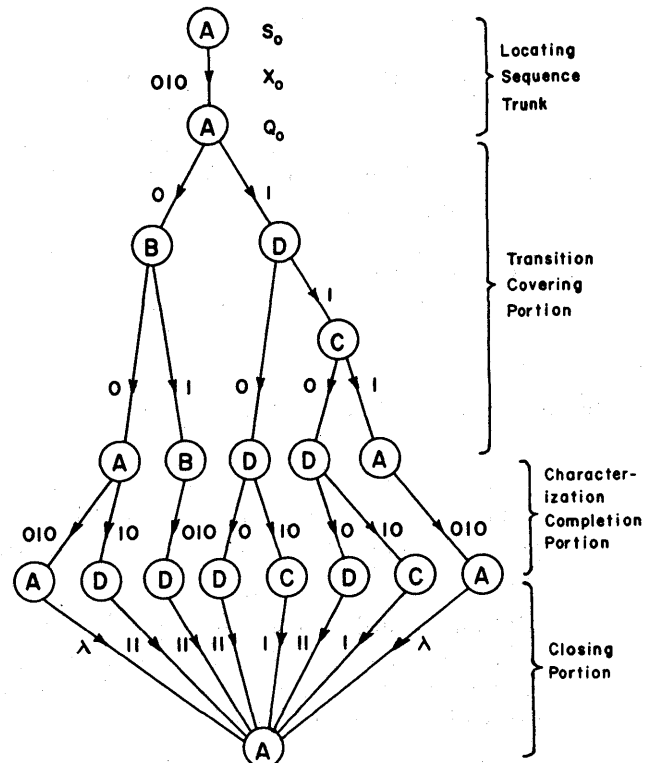 A S₀
010 X₀
A Q₀
Locating
Sequence
Trunk
0 1
B D
1
C
Transition
Covering
Portion
0 1 0 0 1
A B D D A
Character-
ization
Completion
Portion
010 10 010 0 10 0 10 010
A D D D C D C A
λ 11 11 11 1 11 1 λ
Closing
Portion
A